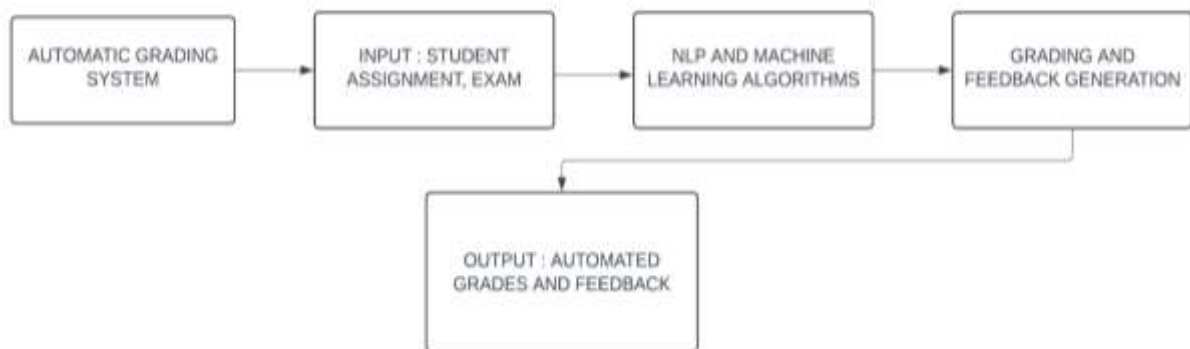 AUTOMATIC GRADING
SYSTEM
INPUT : STUDENT
ASSIGNMENT, EXAM
NLP AND MACHINE
LEARNING ALGORITHMS
GRADING AND
FEEDBACK GENERATION
OUTPUT : AUTOMATED
GRADES AND FEEDBACK